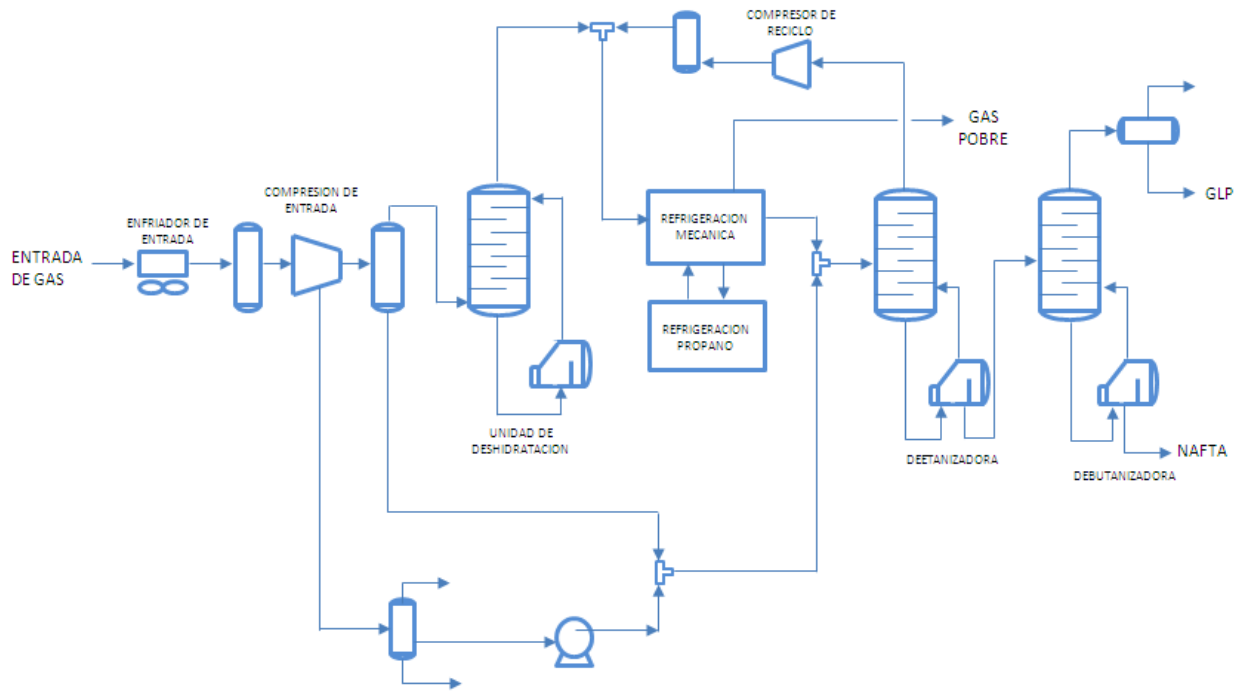 COMPRESOR DE
RECICLO
GAS
POBRE
COMPRESION DE
ENTRADA
GLP
ENFRIADOR DE
ENTRADA
REFRIGERACION
MECANICA
ENTRADA
DE GAS
REFRIGERACION
PROPANO
UNIDAD DE
DESHIDRATACION
NAFTA
DEETANIZADORA
DEBUTANIZADORA